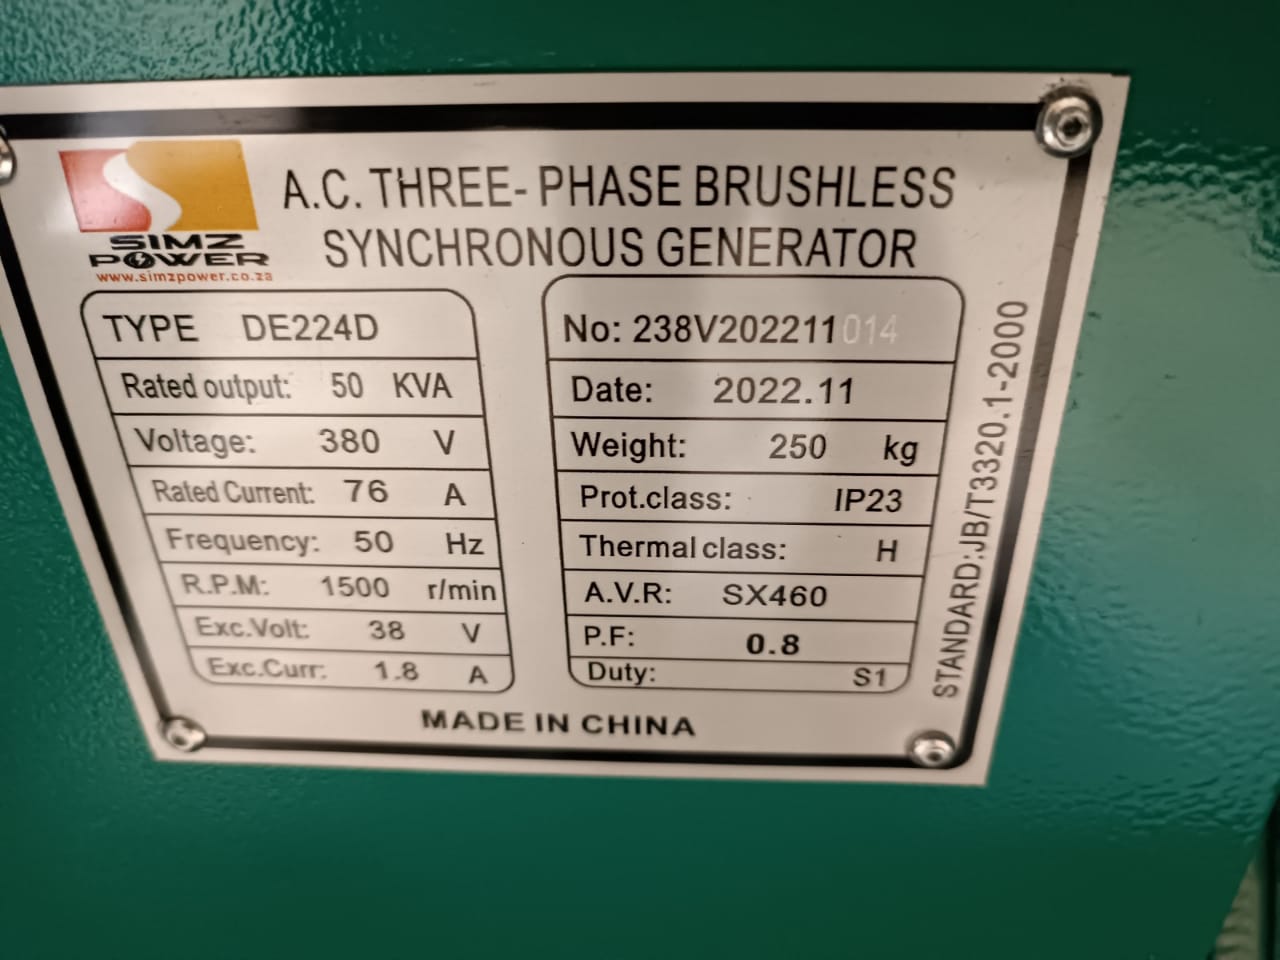 SIMZ
POWER
www.simzpower.co.za
A.C. THREE-PHASE BRUSHLESS
SYNCHRONOUS GENERATOR
TYPE DE224D
Rated output: 50 KVA
Voltage: 380 V
Rated Current: 76 A
Frequency: 50 Hz
R.P.M: 1500 r/min
Exc.Volt: 38 V
Exc.Curr: 1.8 A
No: 238V202211014
Date: 2022.11
Weight: 250 kg
Prot.class: IP23
Thermal class: H
A.V.R: SX460
P.F: 0.8
Duty: S1
STANDARD:JB/T3320.1-2000
MADE IN CHINA